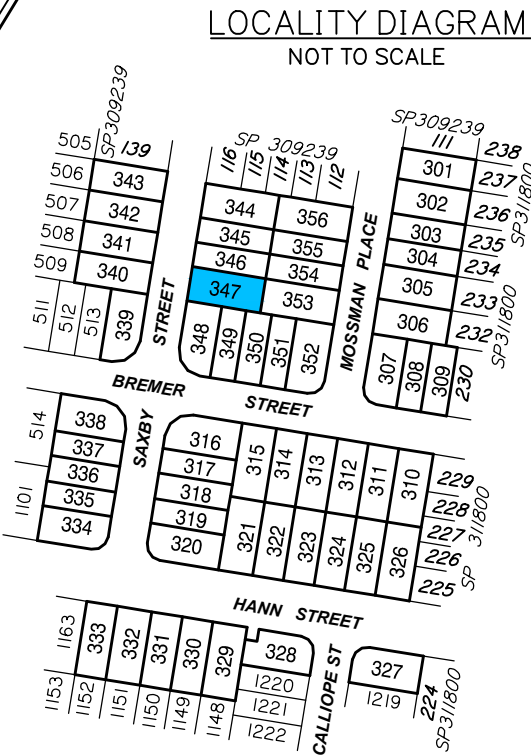 LOCALITY DIAGRAM
NOT TO SCALE
SP309239
505 139
506 343
507 342
508 341
509 340
511 512 513 339
SP 309239
116 115 114 113 112
344 356
345 355
346 354
347 353
348 349 350 351 352
STREET
MOSSMAN PLACE
SP309239
111 238
301 237
302 236
303 235
304 234
305 233
306 232
307 308 309 230
SP311800
SP311800
BREMER STREET
SAXBY
514 338
337
336
1101 335
334
316
317
318
319
320
315 314 313 312 311 310
321 322 323 324 325 326
229
228
227
226
225
SP 311800
HANN STREET
1163 333 332 331 330 329 328
1153 1152 1151 1150 1149 1148
1220
1221
1222
CALLIOPE ST
327
1219 224
SP311800